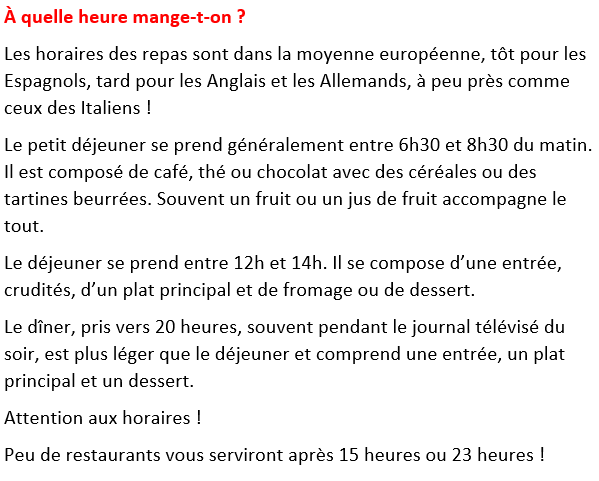 À quelle heure mange-t-on ?
Les horaires des repas sont dans la moyenne européenne, tôt pour les
Espagnols, tard pour les Anglais et les Allemands, à peu près comme
ceux des Italiens !
Le petit déjeuner se prend généralement entre 6h30 et 8h30 du matin.
Il est composé de café, thé ou chocolat avec des céréales ou des
tartines beurrées. Souvent un fruit ou un jus de fruit accompagne le
tout.
Le déjeuner se prend entre 12h et 14h. Il se compose d’une entrée,
crudités, d’un plat principal et de fromage ou de dessert.
Le dîner, pris vers 20 heures, souvent pendant le journal télévisé du
soir, est plus léger que le déjeuner et comprend une entrée, un plat
principal et un dessert.
Attention aux horaires !
Peu de restaurants vous serviront après 15 heures ou 23 heures !